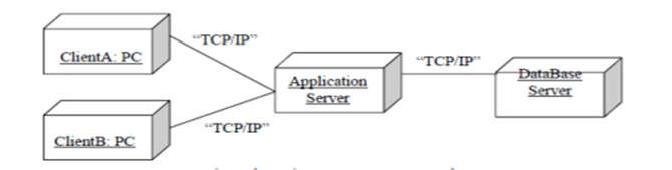 "TCP/IP"
ClientA: PC
"TCP/IP"
Application
Server
DataBase
Server
"TCP/IP"
ClientB: PC